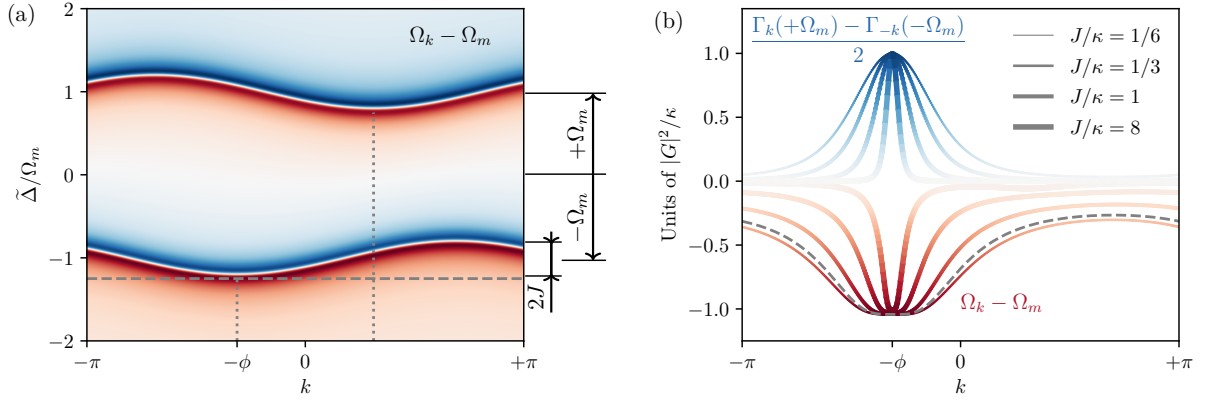 (a)
Ω_k − Ω_m
2
1
0
−1
−2
Δ̃/Ω_m
−π
−ϕ
0
+π
k
+Ω_m
−Ω_m
2J
(b)
Γ_k(+Ω_m) − Γ_{−k}(−Ω_m)
2
J/κ = 1/6
J/κ = 1/3
J/κ = 1
J/κ = 8
1.0
0.5
0.0
−0.5
−1.0
Units of |G|²/κ
Ω_k − Ω_m
−π
−ϕ
0
+π
k